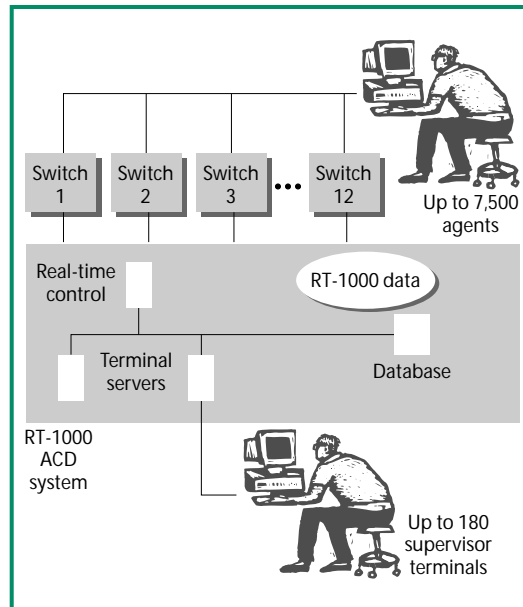 Switch
1
Switch
2
Switch
3
Switch
12
Up to 7,500
agents
Real-time
control
RT-1000 data
Terminal
servers
Database
RT-1000
ACD
system
Up to 180
supervisor
terminals